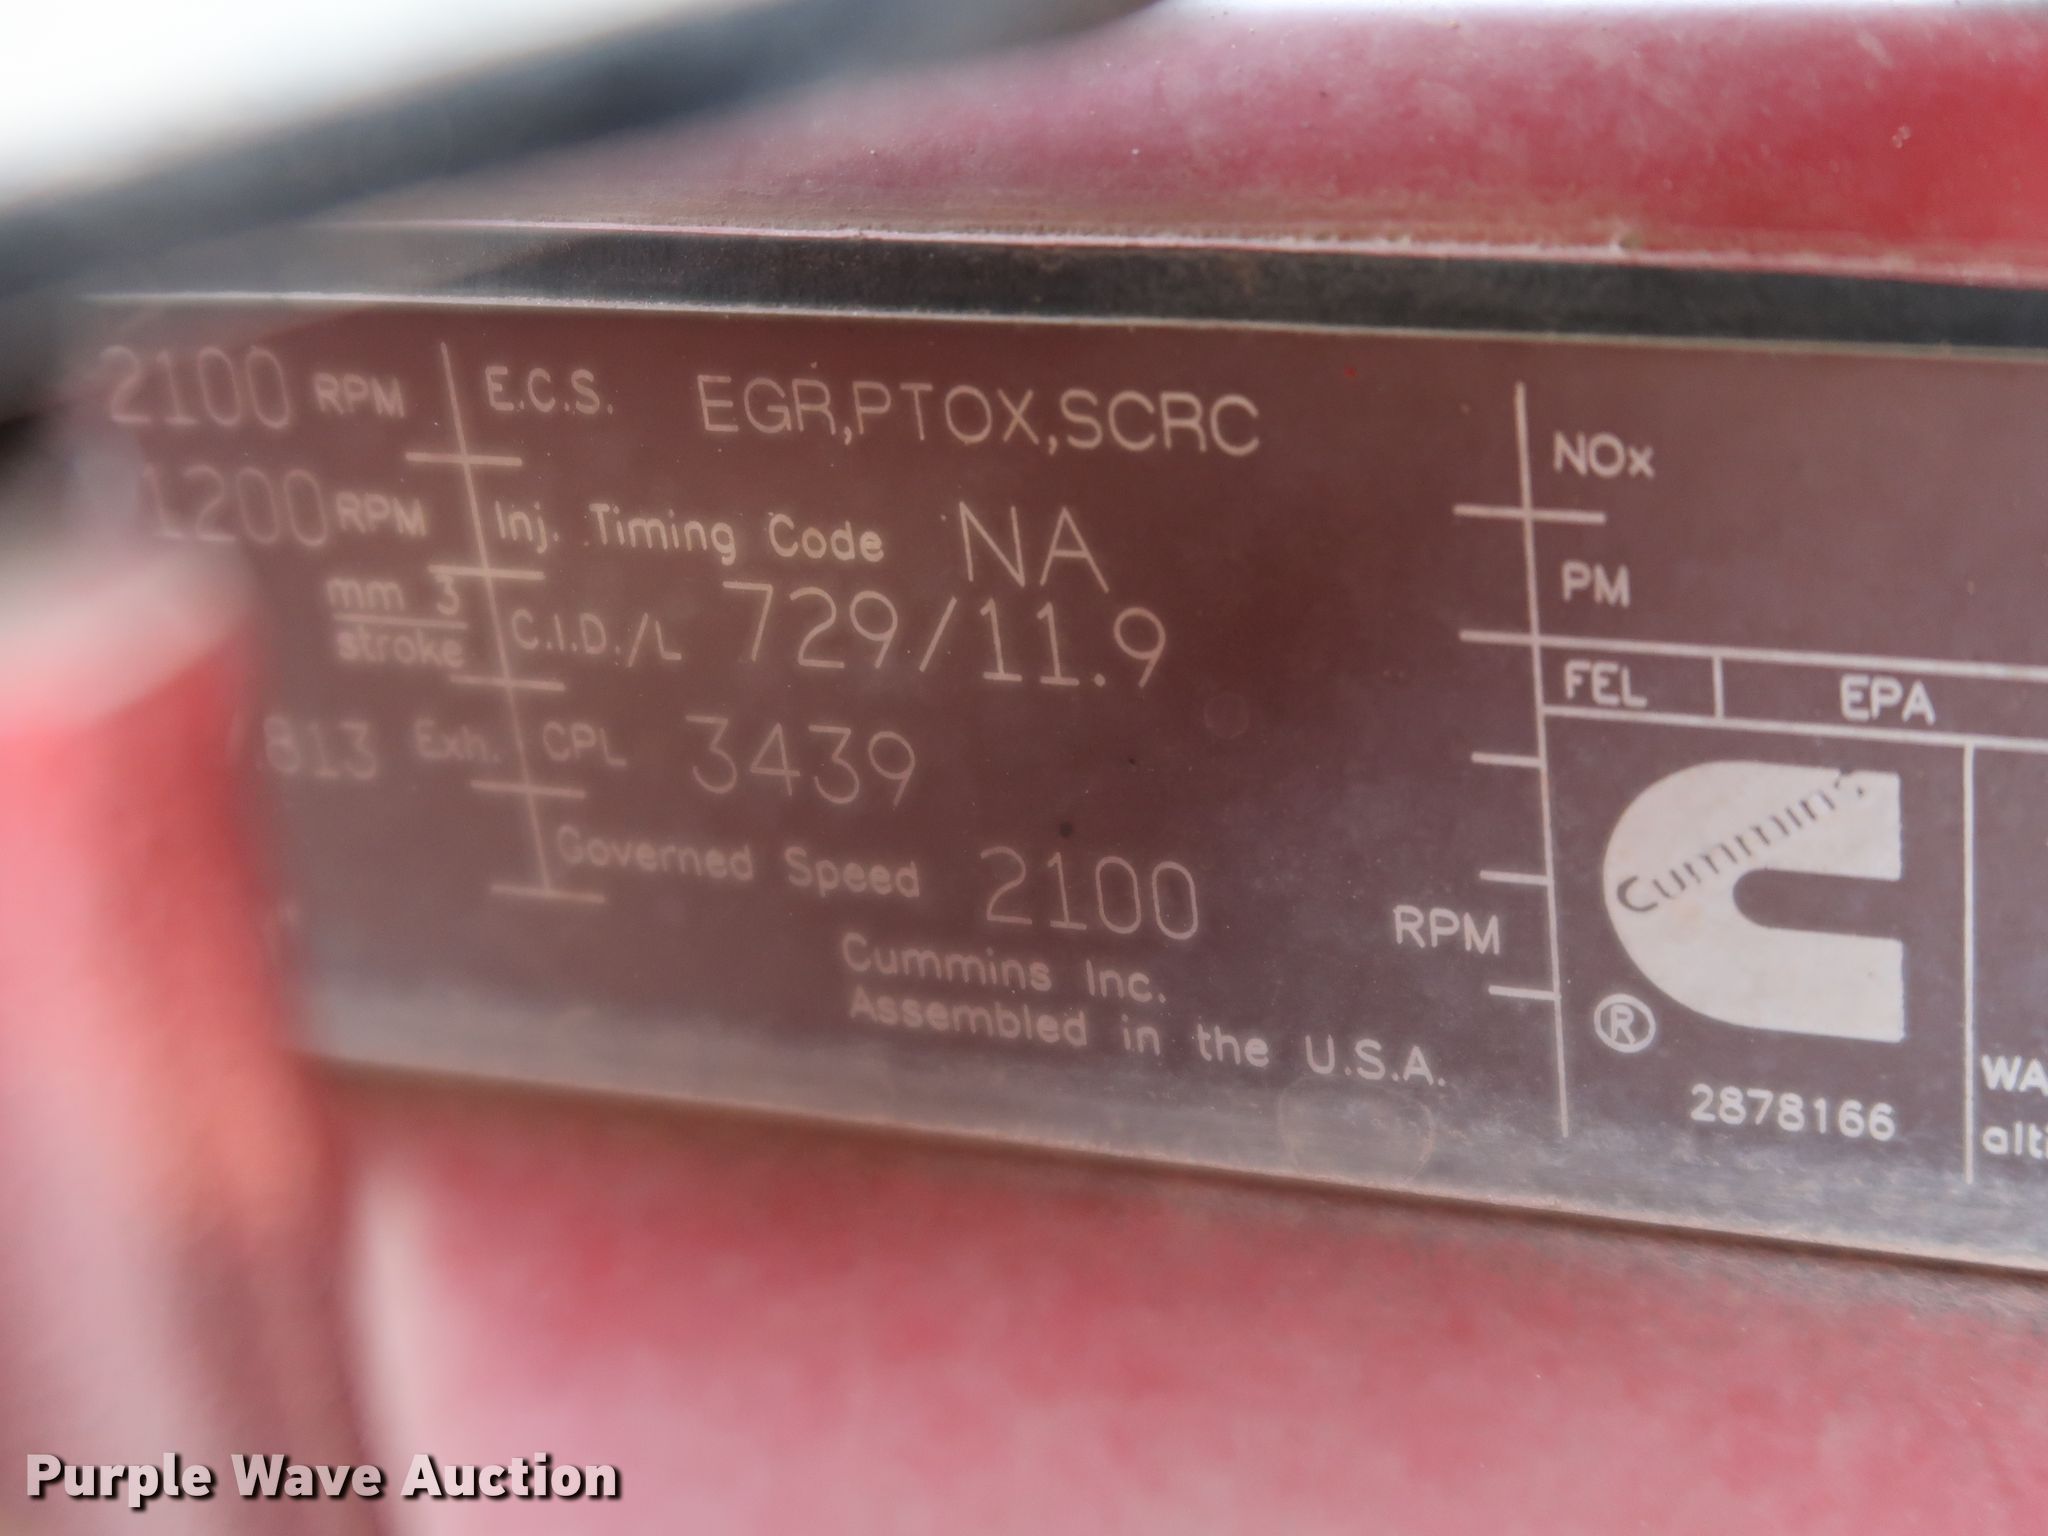 2100 RPM E.C.S. EGR,PTOX,SCRC NOx
1200 RPM Inj. Timing Code NA PM
mm 3
stroke
C.I.D./L 729/11.9
FEL EPA
813 Exh. CPL 3439
Cummins
Governed Speed 2100 RPM
Cummins Inc.
Assembled in the U.S.A.
®
2878166
Purple Wave Auction